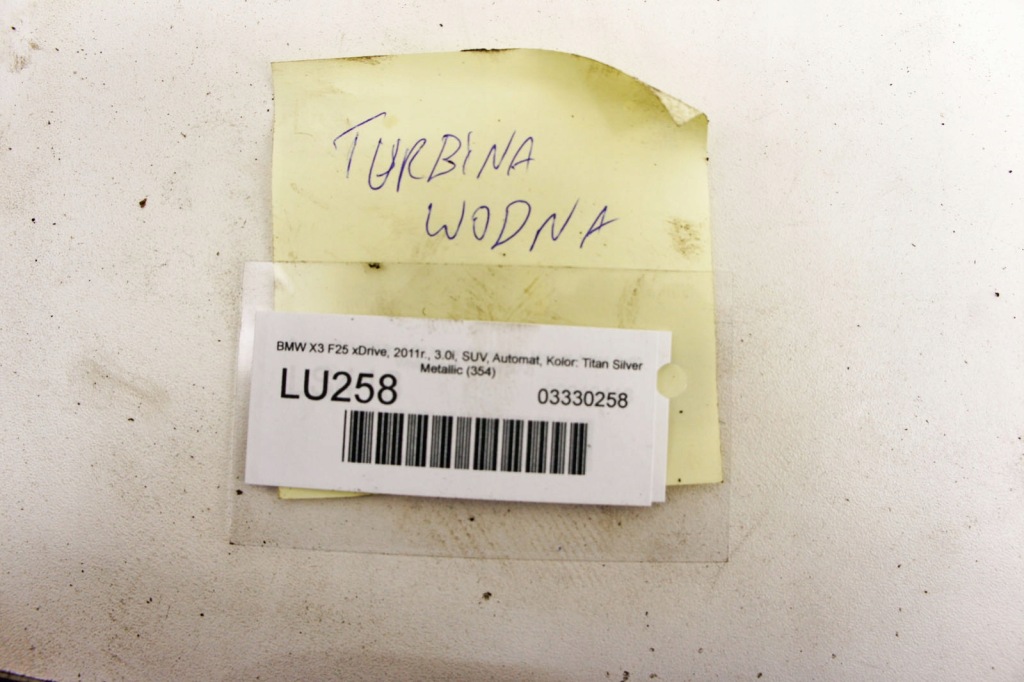 TURBINA
WODNA
BMW X3 F25 xDrive, 2011r., 3.0i, SUV, Automat, Kolor: Titan Silver
Metallic (354)
LU258 03330258